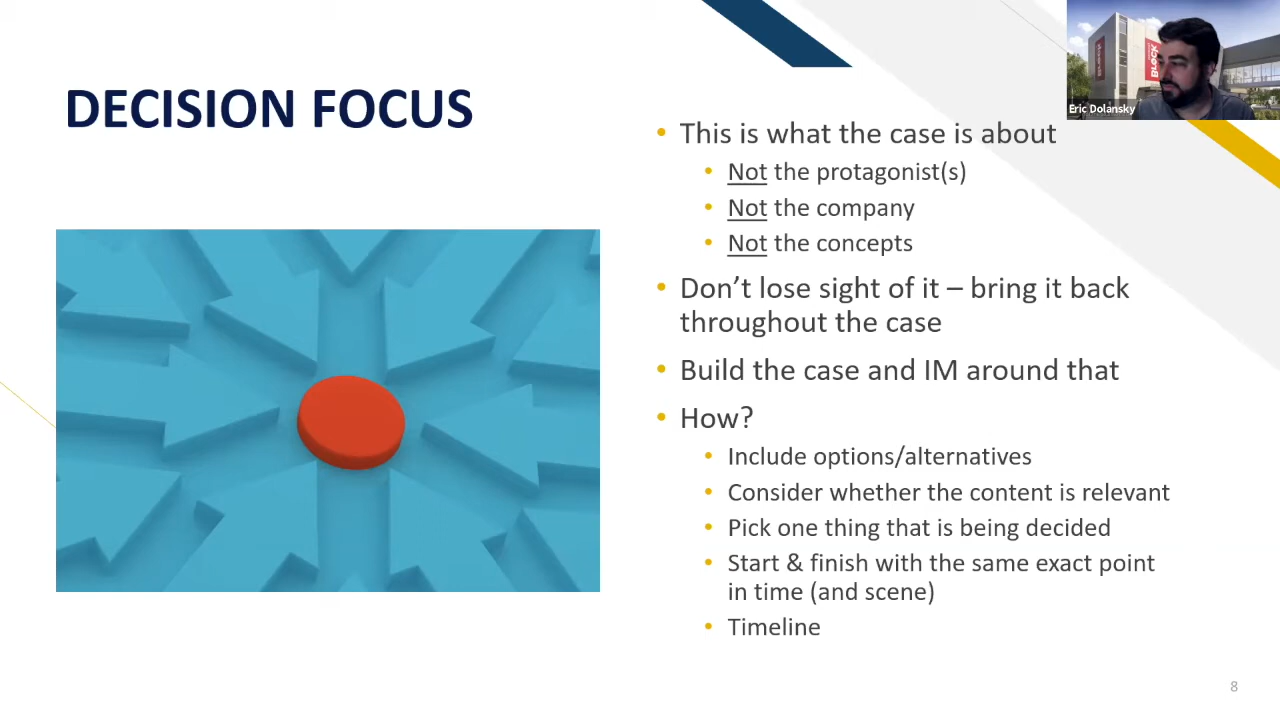 DECISION FOCUS
BLOCK
Eric Dolansky
• This is what the case is about
• Not the protagonist(s)
• Not the company
• Not the concepts
• Don’t lose sight of it – bring it back
throughout the case
• Build the case and IM around that
• How?
• Include options/alternatives
• Consider whether the content is relevant
• Pick one thing that is being decided
• Start & finish with the same exact point
in time (and scene)
• Timeline
8